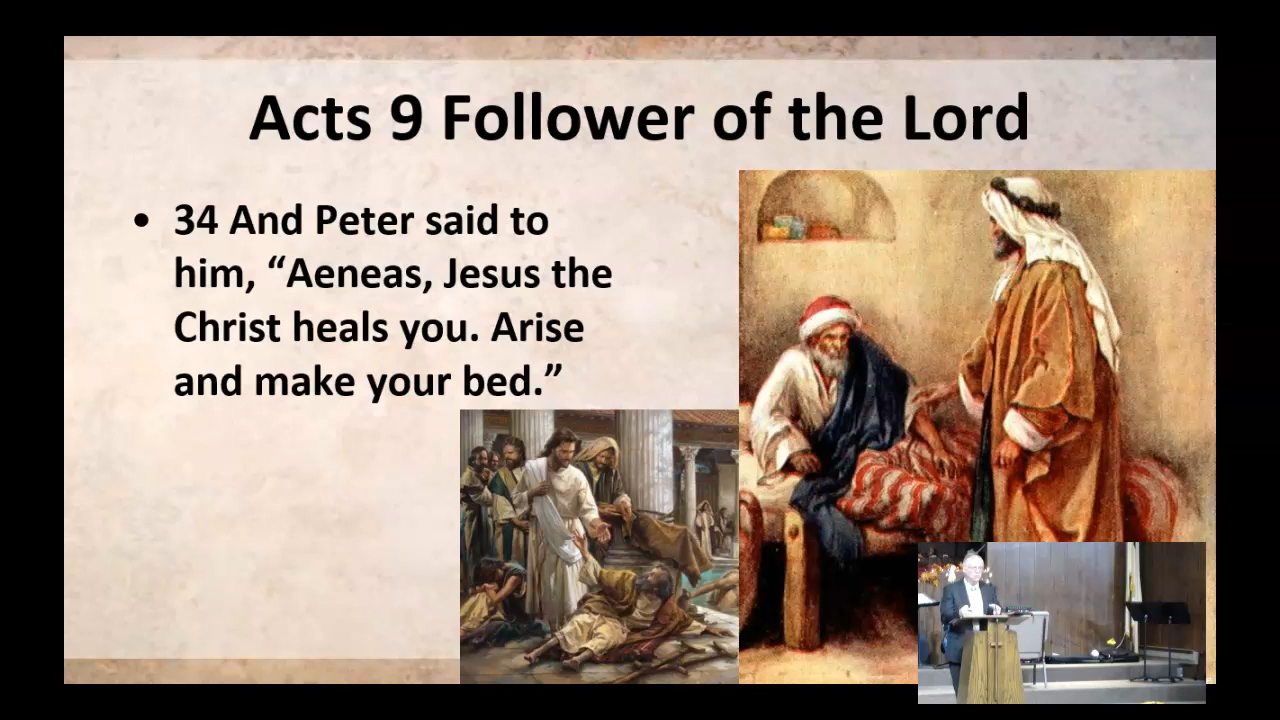 Acts 9 Follower of the Lord
• 34 And Peter said to
him, “Aeneas, Jesus the
Christ heals you. Arise
and make your bed.”